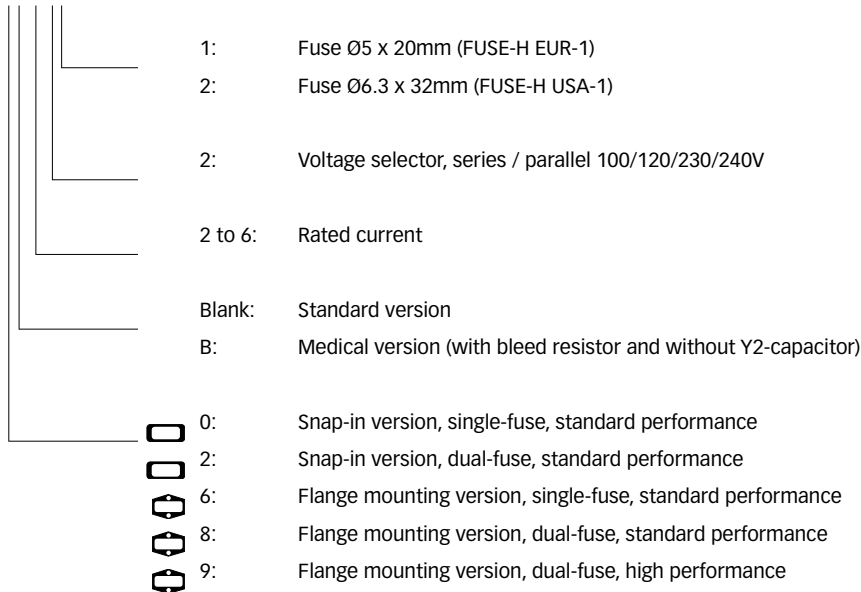 1: Fuse Ø5 x 20mm (FUSE-H EUR-1)
2: Fuse Ø6.3 x 32mm (FUSE-H USA-1)
2: Voltage selector, series / parallel 100/120/230/240V
2 to 6: Rated current
Blank: Standard version
B: Medical version (with bleed resistor and without Y2-capacitor)
0: Snap-in version, single-fuse, standard performance
2: Snap-in version, dual-fuse, standard performance
6: Flange mounting version, single-fuse, standard performance
8: Flange mounting version, dual-fuse, standard performance
9: Flange mounting version, dual-fuse, high performance